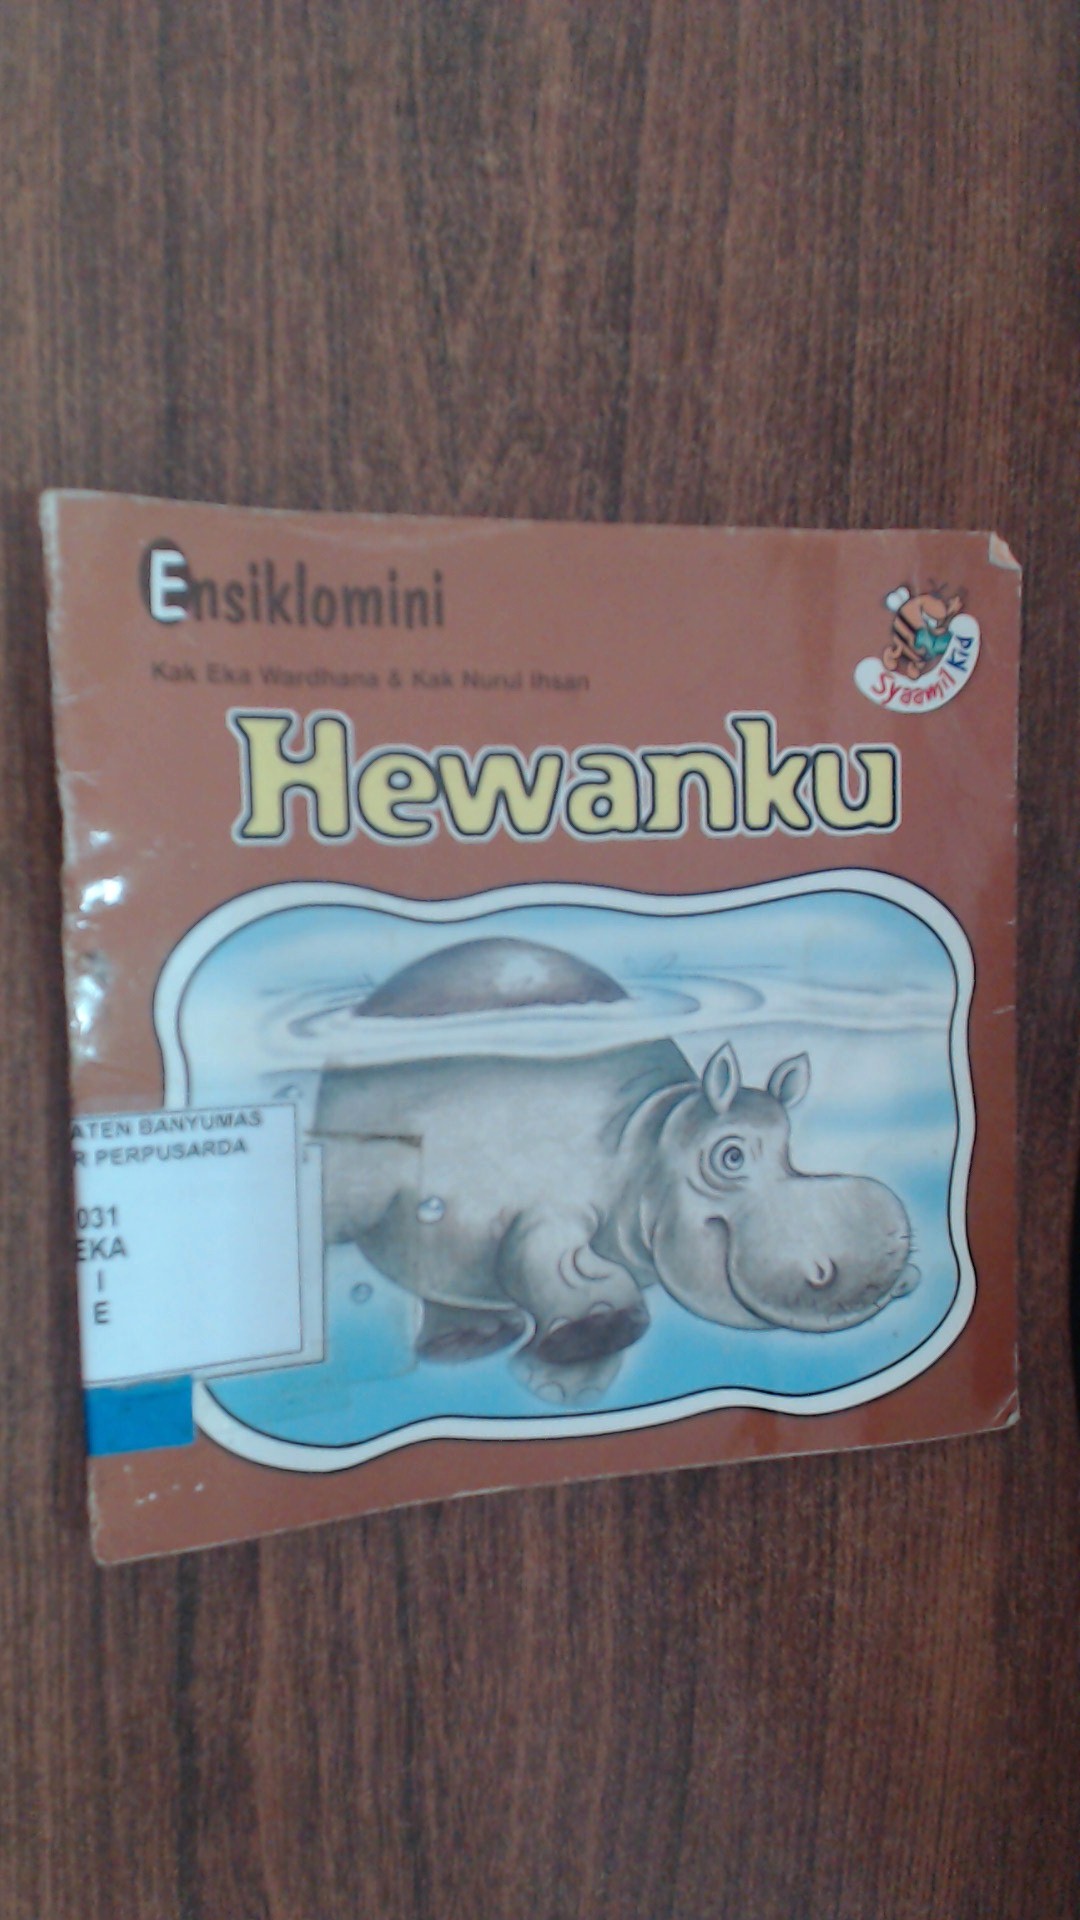 Ensiklomini
Kak Eka Wardhana & Kak Nurul Ihsan
Syaamil Kid
Hewanku
ATEN BANYUMAS
R PERPUSARDA
031
EKA
I
E